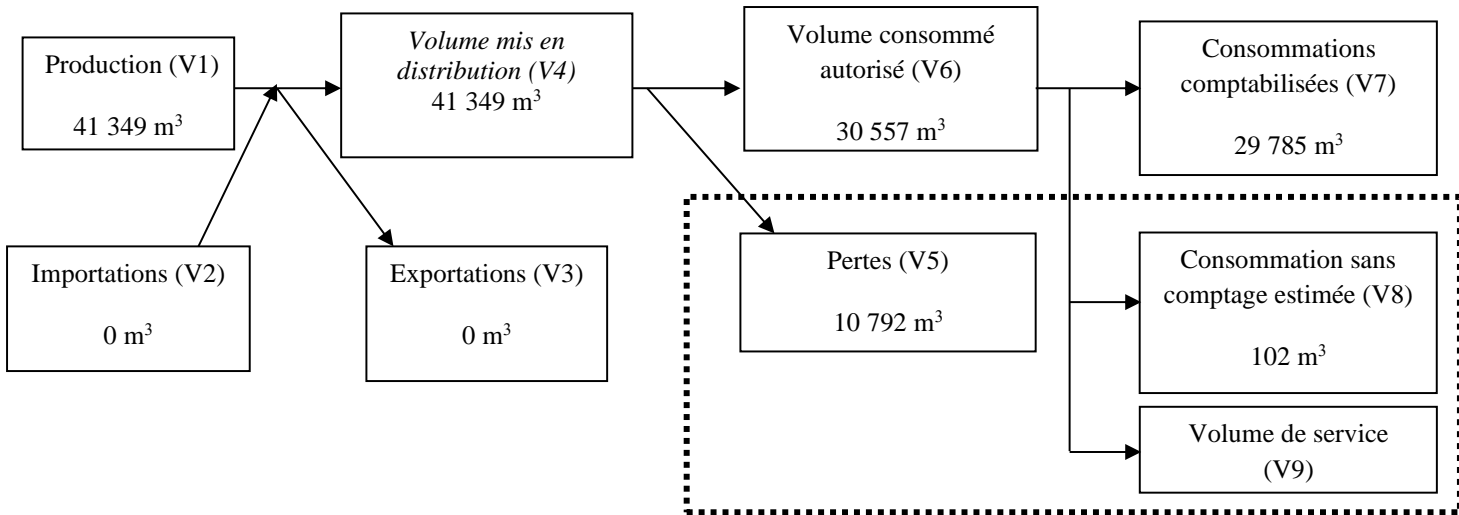 Production (V1)
41 349 m³
Volume mis en
distribution (V4)
41 349 m³
Volume consommé
autorisé (V6)
30 557 m³
Consommations
comptabilisées (V7)
29 785 m³
Importations (V2)
0 m³
Exportations (V3)
0 m³
Pertes (V5)
10 792 m³
Consommation sans
comptage estimée (V8)
102 m³
Volume de service
(V9)